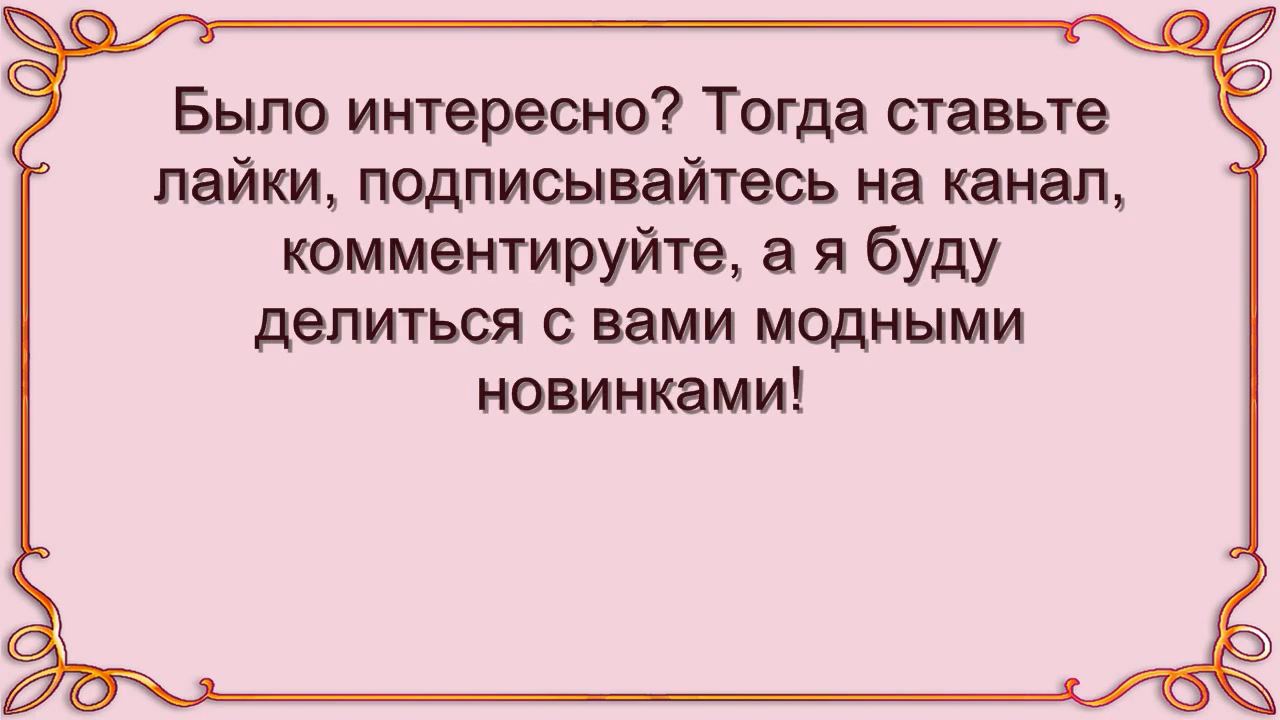 Было интересно? Тогда ставьте
лайки, подписывайтесь на канал,
комментируйте, а я буду
делиться с вами модными
новинками!